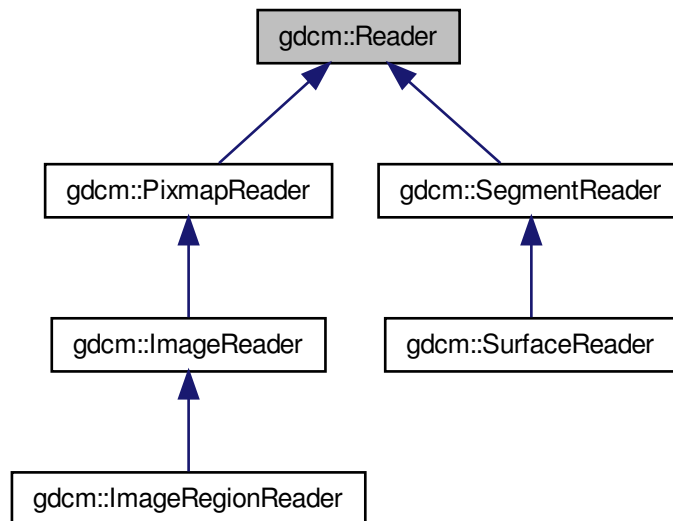 gdcm::Reader
gdcm::PixmapReader
gdcm::SegmentReader
gdcm::ImageReader
gdcm::SurfaceReader
gdcm::ImageRegionReader